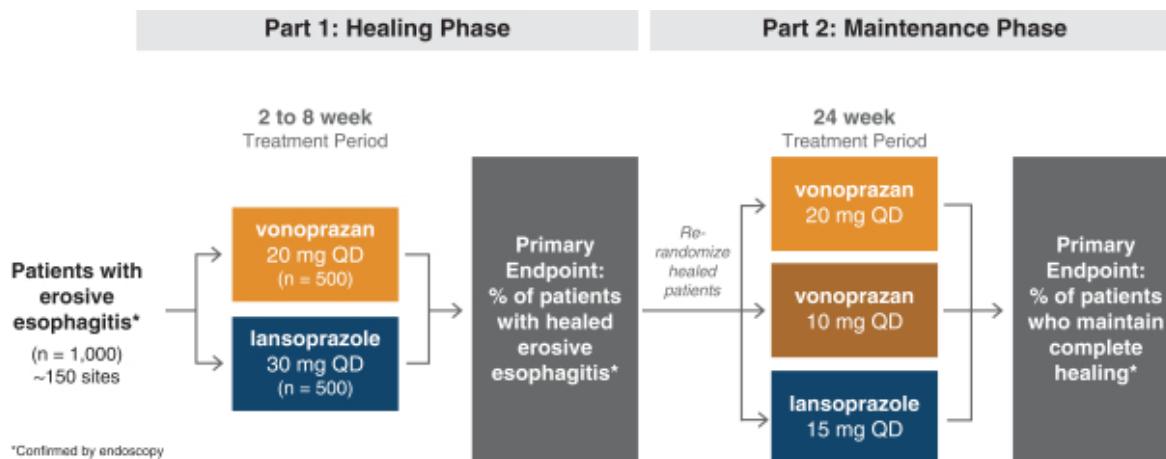 Part 1: Healing Phase
Part 2: Maintenance Phase
2 to 8 week
Treatment Period
24 week
Treatment Period
Patients with
erosive
esophagitis*
(n = 1,000)
~150 sites
vonoprazan
20 mg QD
(n = 500)
lansoprazole
30 mg QD
(n = 500)
Primary
Endpoint:
% of patients
with healed
erosive
esophagitis*
Re-
randomize
healed
patients
vonoprazan
20 mg QD
vonoprazan
10 mg QD
lansoprazole
15 mg QD
Primary
Endpoint:
% of patients
who maintain
complete
healing*
*Confirmed by endoscopy